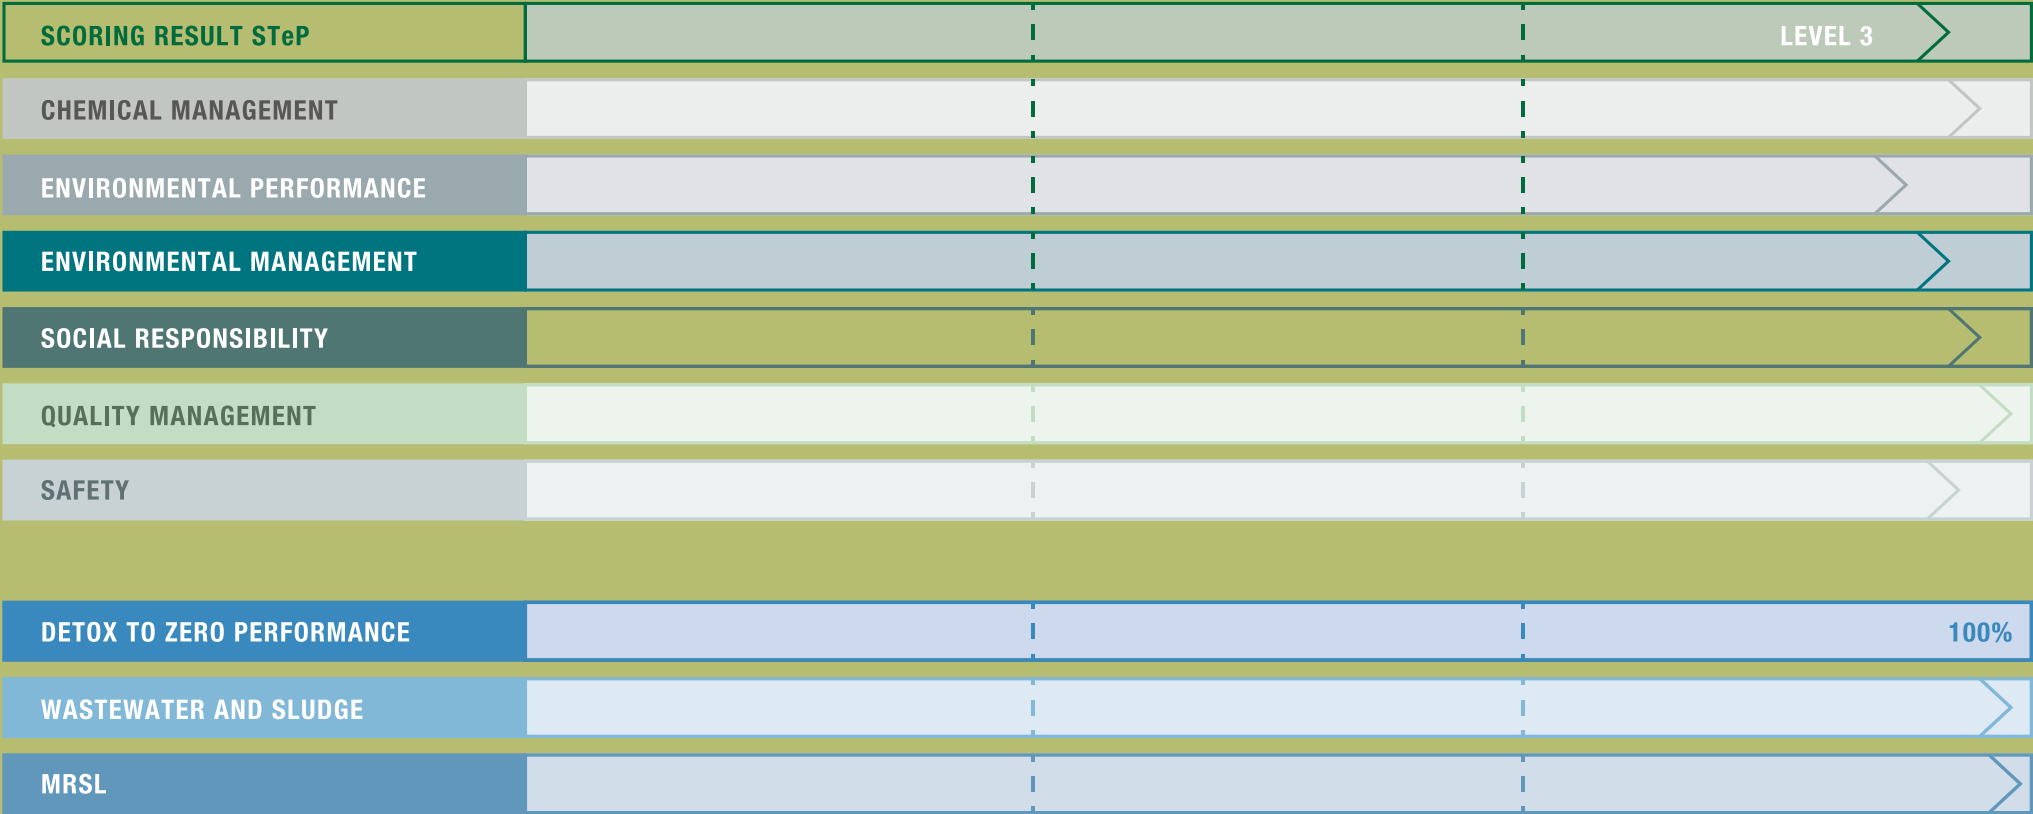 SCORING RESULT STeP
LEVEL 3
CHEMICAL MANAGEMENT
ENVIRONMENTAL PERFORMANCE
ENVIRONMENTAL MANAGEMENT
SOCIAL RESPONSIBILITY
QUALITY MANAGEMENT
SAFETY
DETOX TO ZERO PERFORMANCE
100%
WASTEWATER AND SLUDGE
MRSL